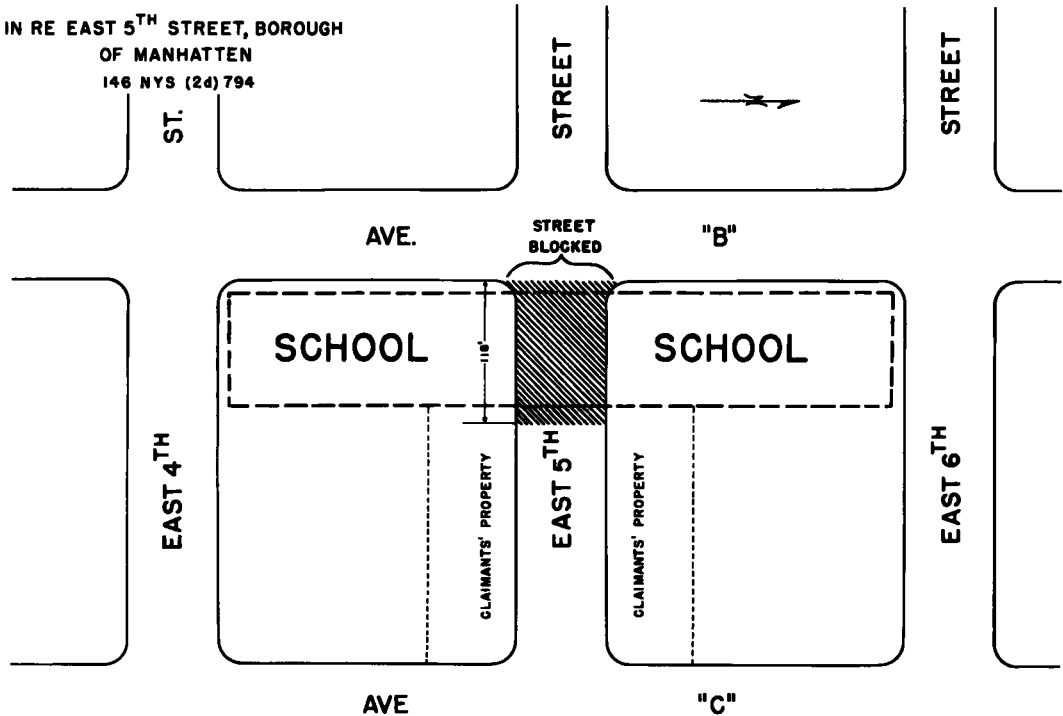 IN RE EAST 5TH STREET, BOROUGH
OF MANHATTEN
146 NYS (2d) 794
ST.
STREET
STREET
AVE.
STREET
BLOCKED
"B"
SCHOOL
118'
SCHOOL
EAST 4TH
CLAIMANTS' PROPERTY
EAST 5TH
CLAIMANTS' PROPERTY
EAST 6TH
AVE
"C"